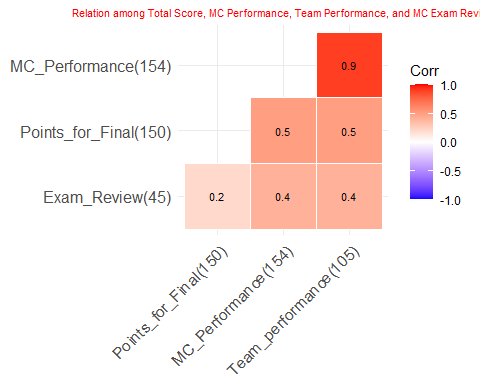 Relation among Total Score, MC Performance, Team Performance, and MC Exam Revi
MC_Performance(154)
0.9
Points_for_Final(150)
0.5
0.5
Exam_Review(45)
0.2
0.4
0.4
Points_for_Final(150)
MC_Performance(154)
Team_performance(105)
Corr
1.0
0.5
0.0
-0.5
-1.0